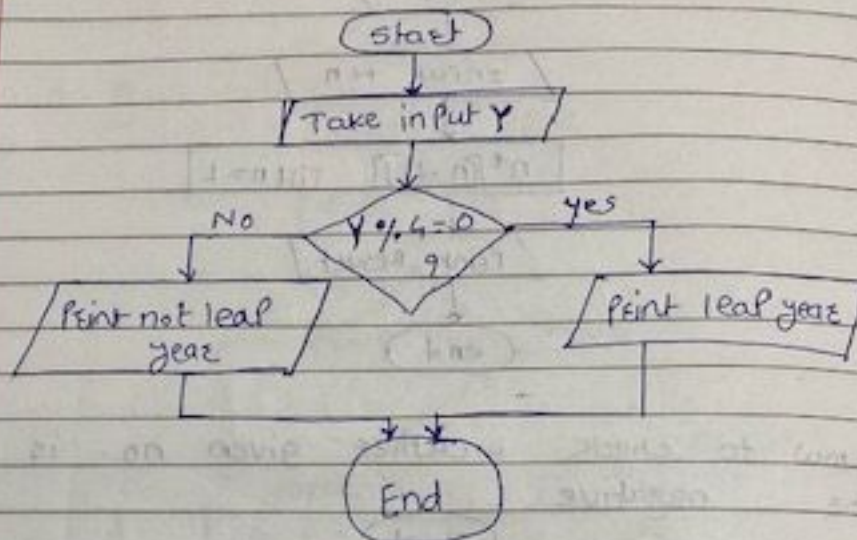 Start
Take input Y
No
Y % 4 = 0
?
yes
Print not leap
year
Print leap year
End